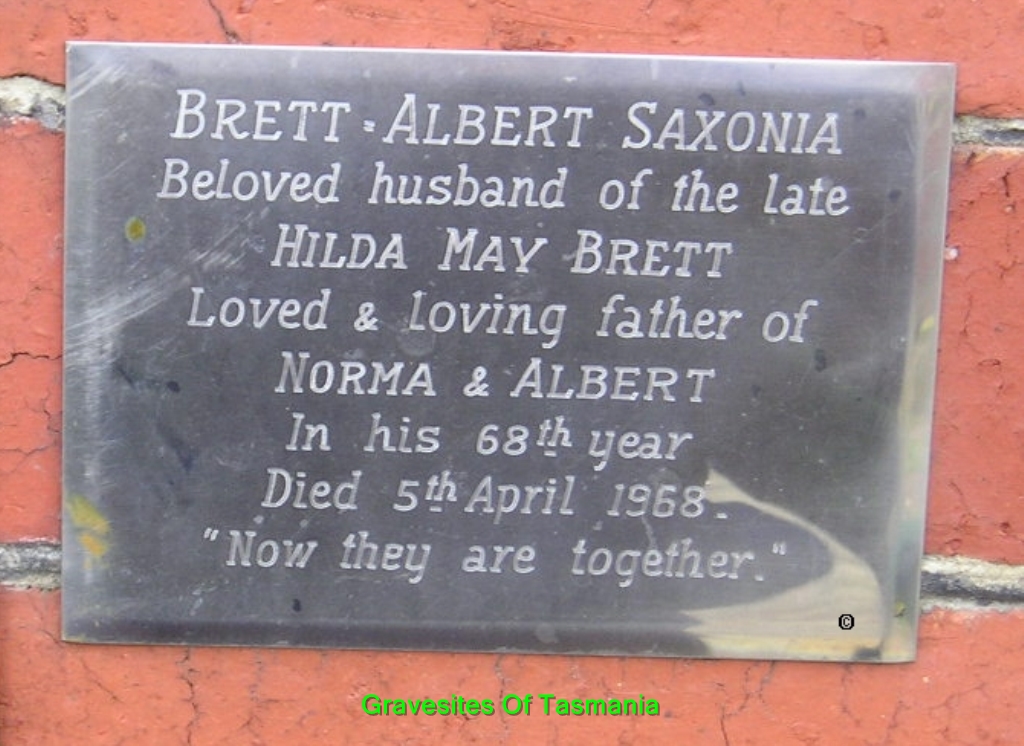 BRETT - ALBERT SAXONIA
Beloved husband of the late
HILDA MAY BRETT
Loved & loving father of
NORMA & ALBERT
In his 68th year
Died 5th April 1968.
"Now they are together."
©
Gravesites Of Tasmania